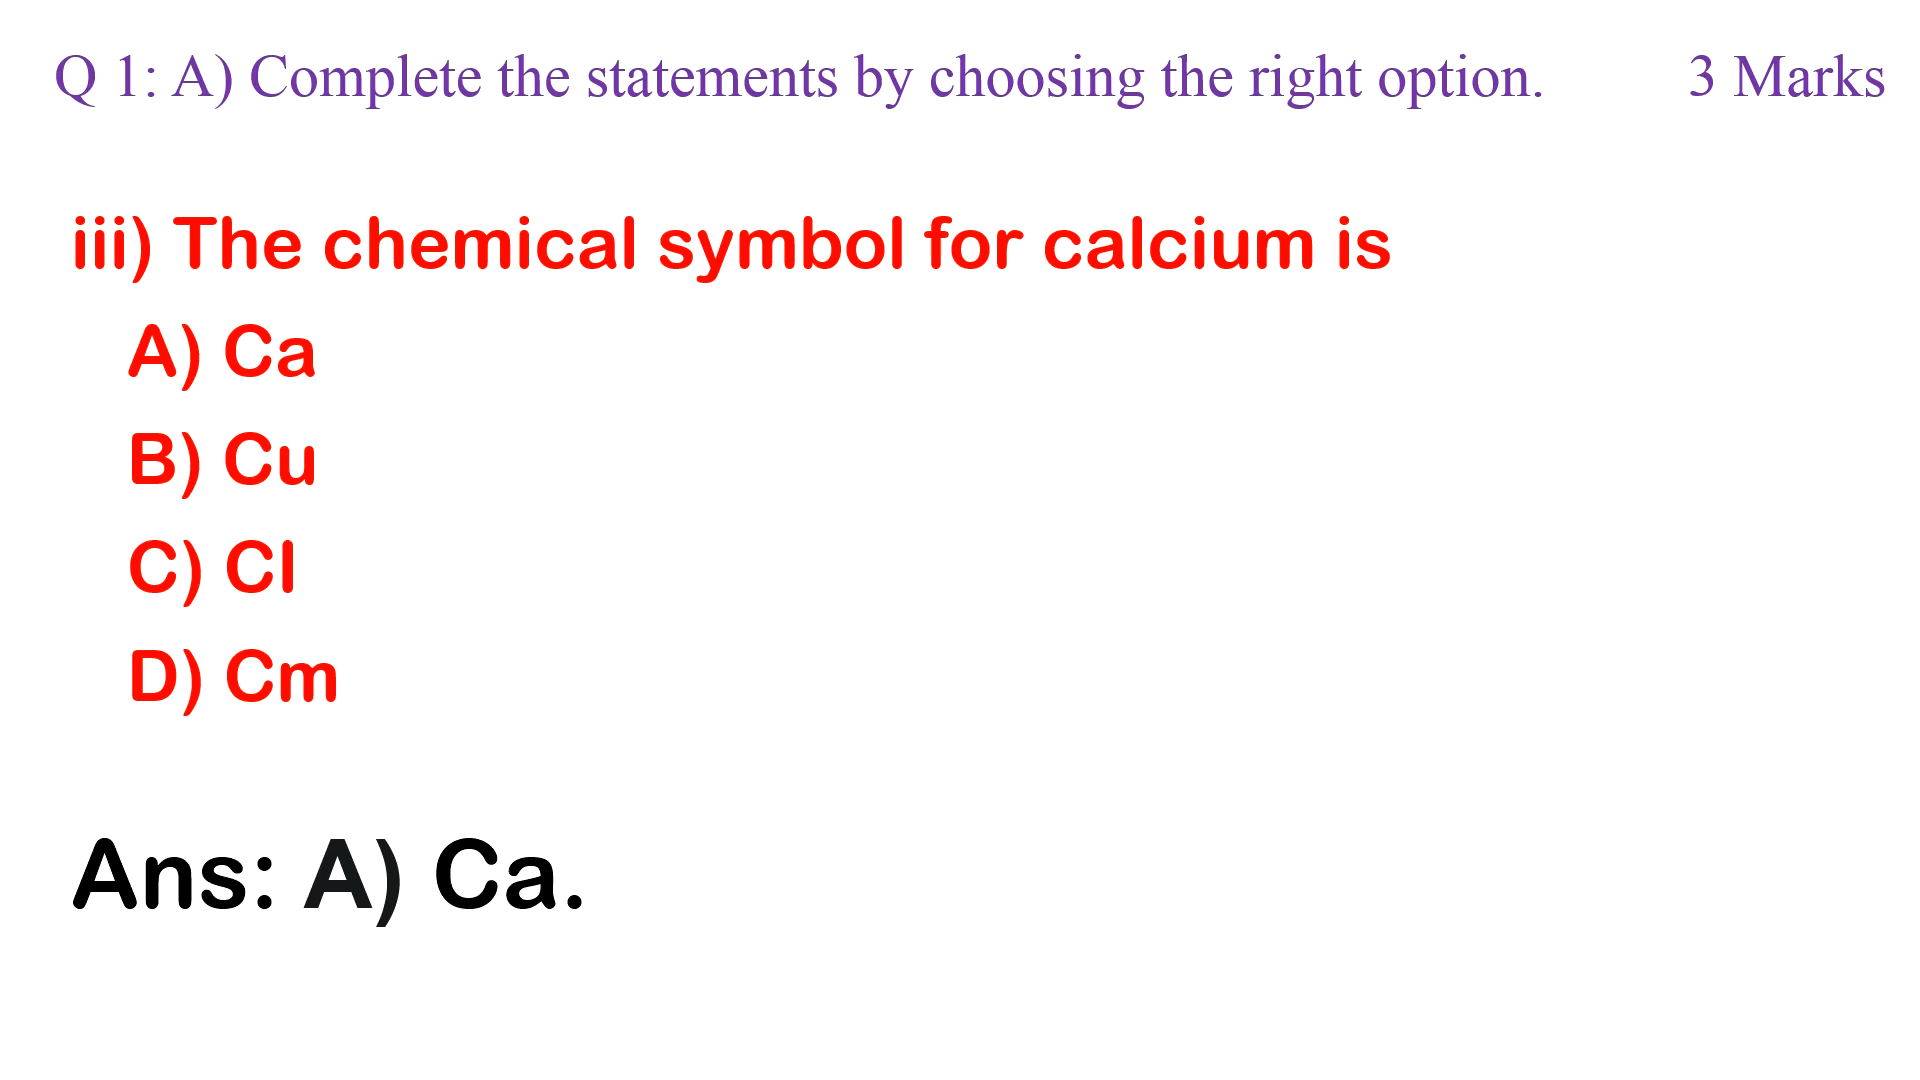 Q 1: A) Complete the statements by choosing the right option. 3 Marks
iii) The chemical symbol for calcium is
A) Ca
B) Cu
C) Cl
D) Cm
Ans: A) Ca.